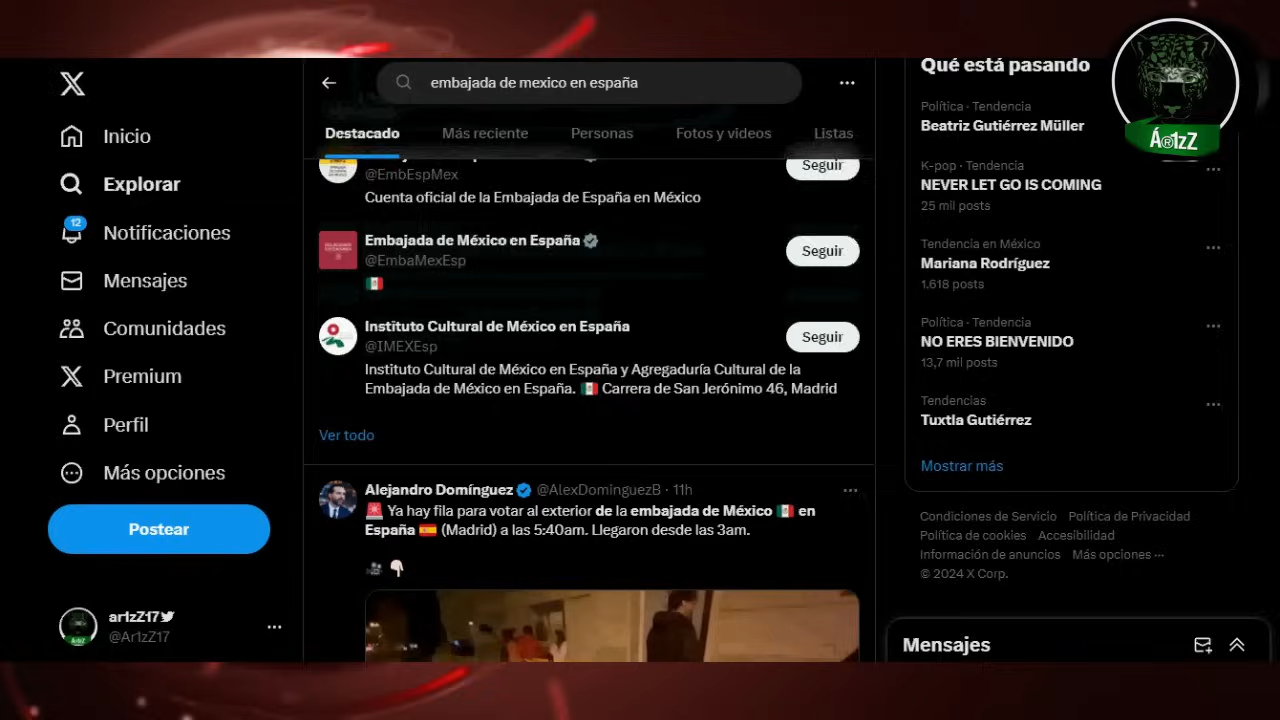 Inicio
Explorar
12
Notificaciones
Mensajes
Comunidades
Premium
Perfil
Más opciones
Postear
ar1zZ17
@Ar1zZ17
embajada de mexico en españa
Destacado
Más reciente
Personas
Fotos y videos
Listas
@EmbEspMex
Seguir
Cuenta oficial de la Embajada de España en México
Embajada de México en España
@EmbaMexEsp
Seguir
Instituto Cultural de México en España
@IMEXEsp
Seguir
Instituto Cultural de México en España y Agregaduría Cultural de la
Embajada de México en España. 🇲🇽 Carrera de San Jerónimo 46, Madrid
Ver todo
Alejandro Domínguez @AlexDominguezB · 11h
🚨 Ya hay fila para votar al exterior de la embajada de México 🇲🇽 en
España 🇪🇸 (Madrid) a las 5:40am. Llegaron desde las 3am.
Qué está pasando
Política · Tendencia
Beatriz Gutiérrez Müller
K-pop · Tendencia
NEVER LET GO IS COMING
25 mil posts
Tendencia en México
Mariana Rodríguez
1.618 posts
Política · Tendencia
NO ERES BIENVENIDO
13,7 mil posts
Tendencias
Tuxtla Gutiérrez
Mostrar más
Condiciones de Servicio Política de Privacidad
Política de cookies Accesibilidad
Información de anuncios Más opciones ···
© 2024 X Corp.
Mensajes
Á®1zZ